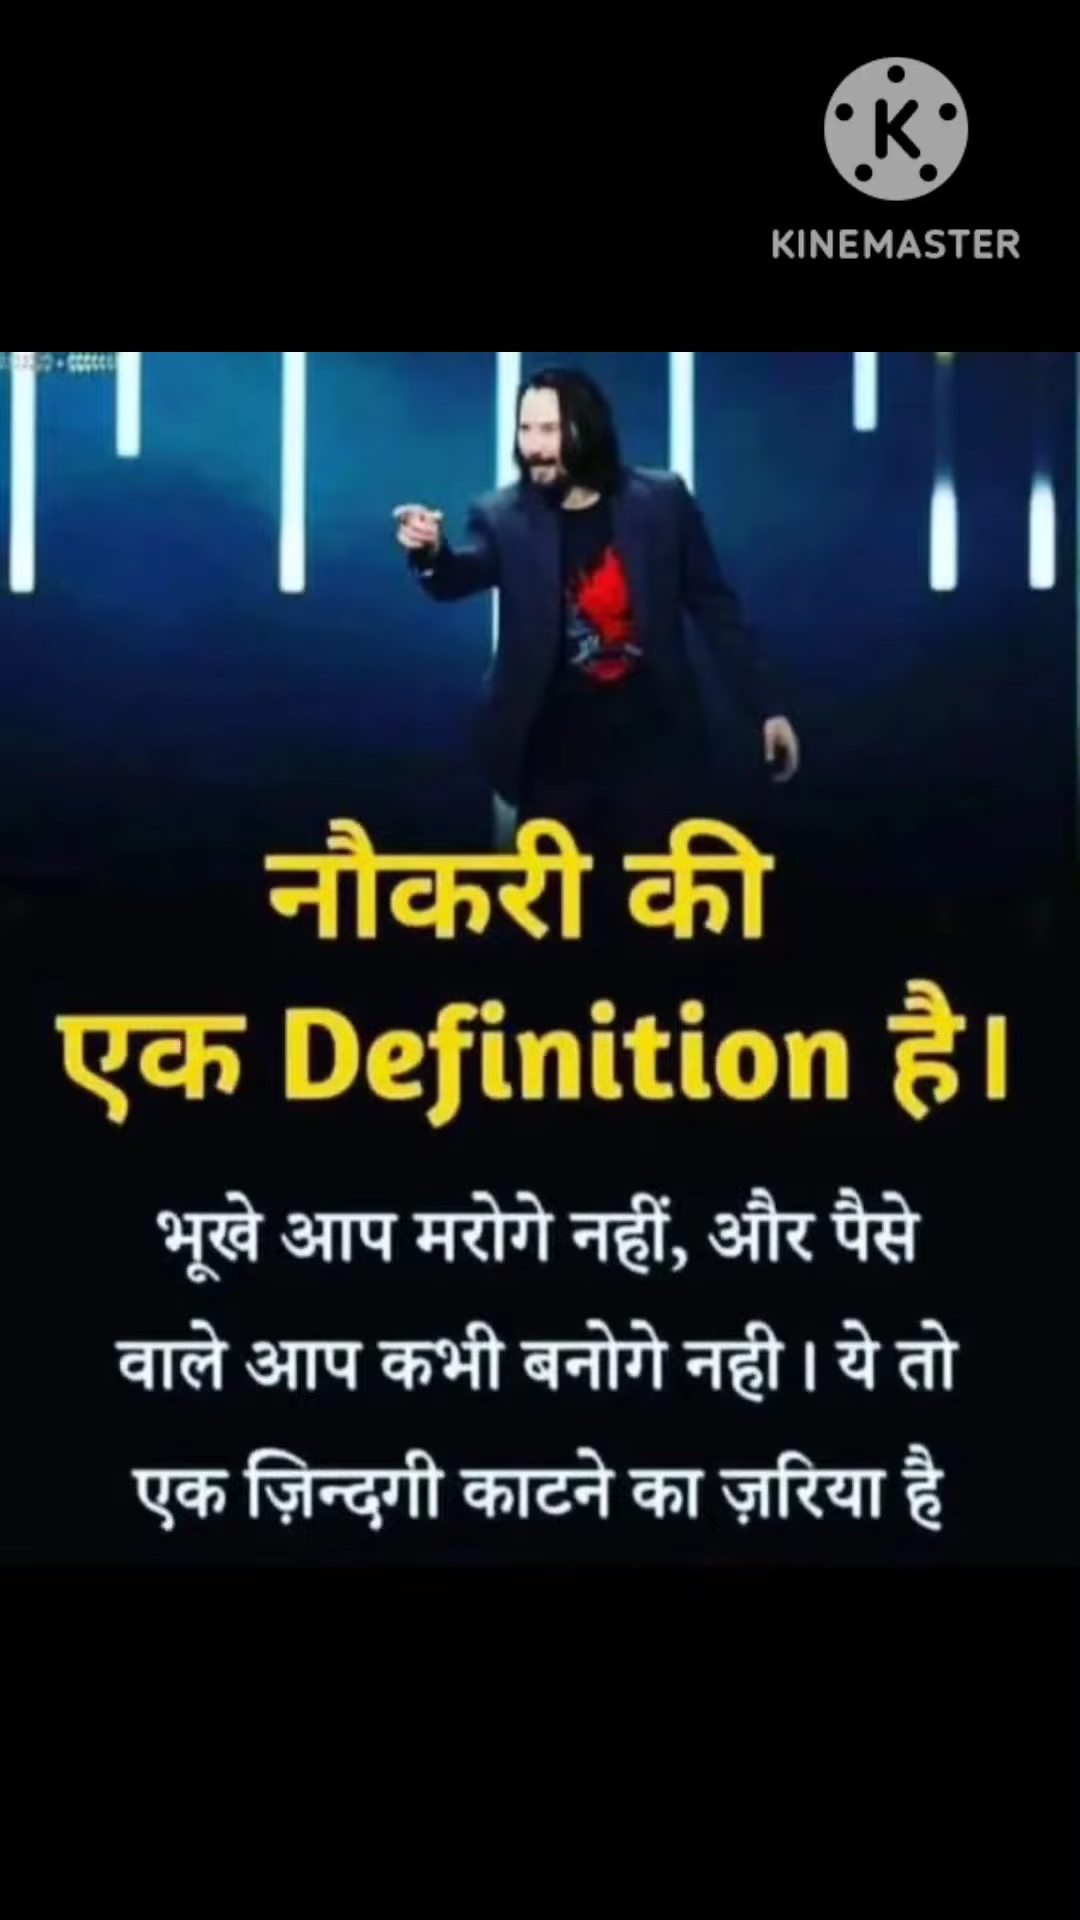 KINEMASTER
नौकरी की
एक Definition है।
भूखे आप मरोगे नहीं, और पैसे
वाले आप कभी बनोगे नही। ये तो
एक ज़िन्दगी काटने का ज़रिया है